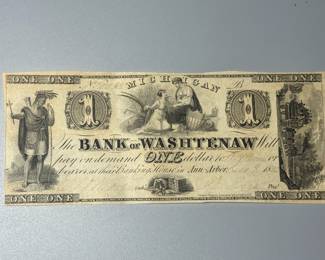 ONE ONE
MICHIGAN
ONE ONE
1
1
The BANK OF WASHTENAW Will
pay on demand ONE dollar to
bearer, at their Banking House in Ann-Arbor
ONE ONE
ONE ONE